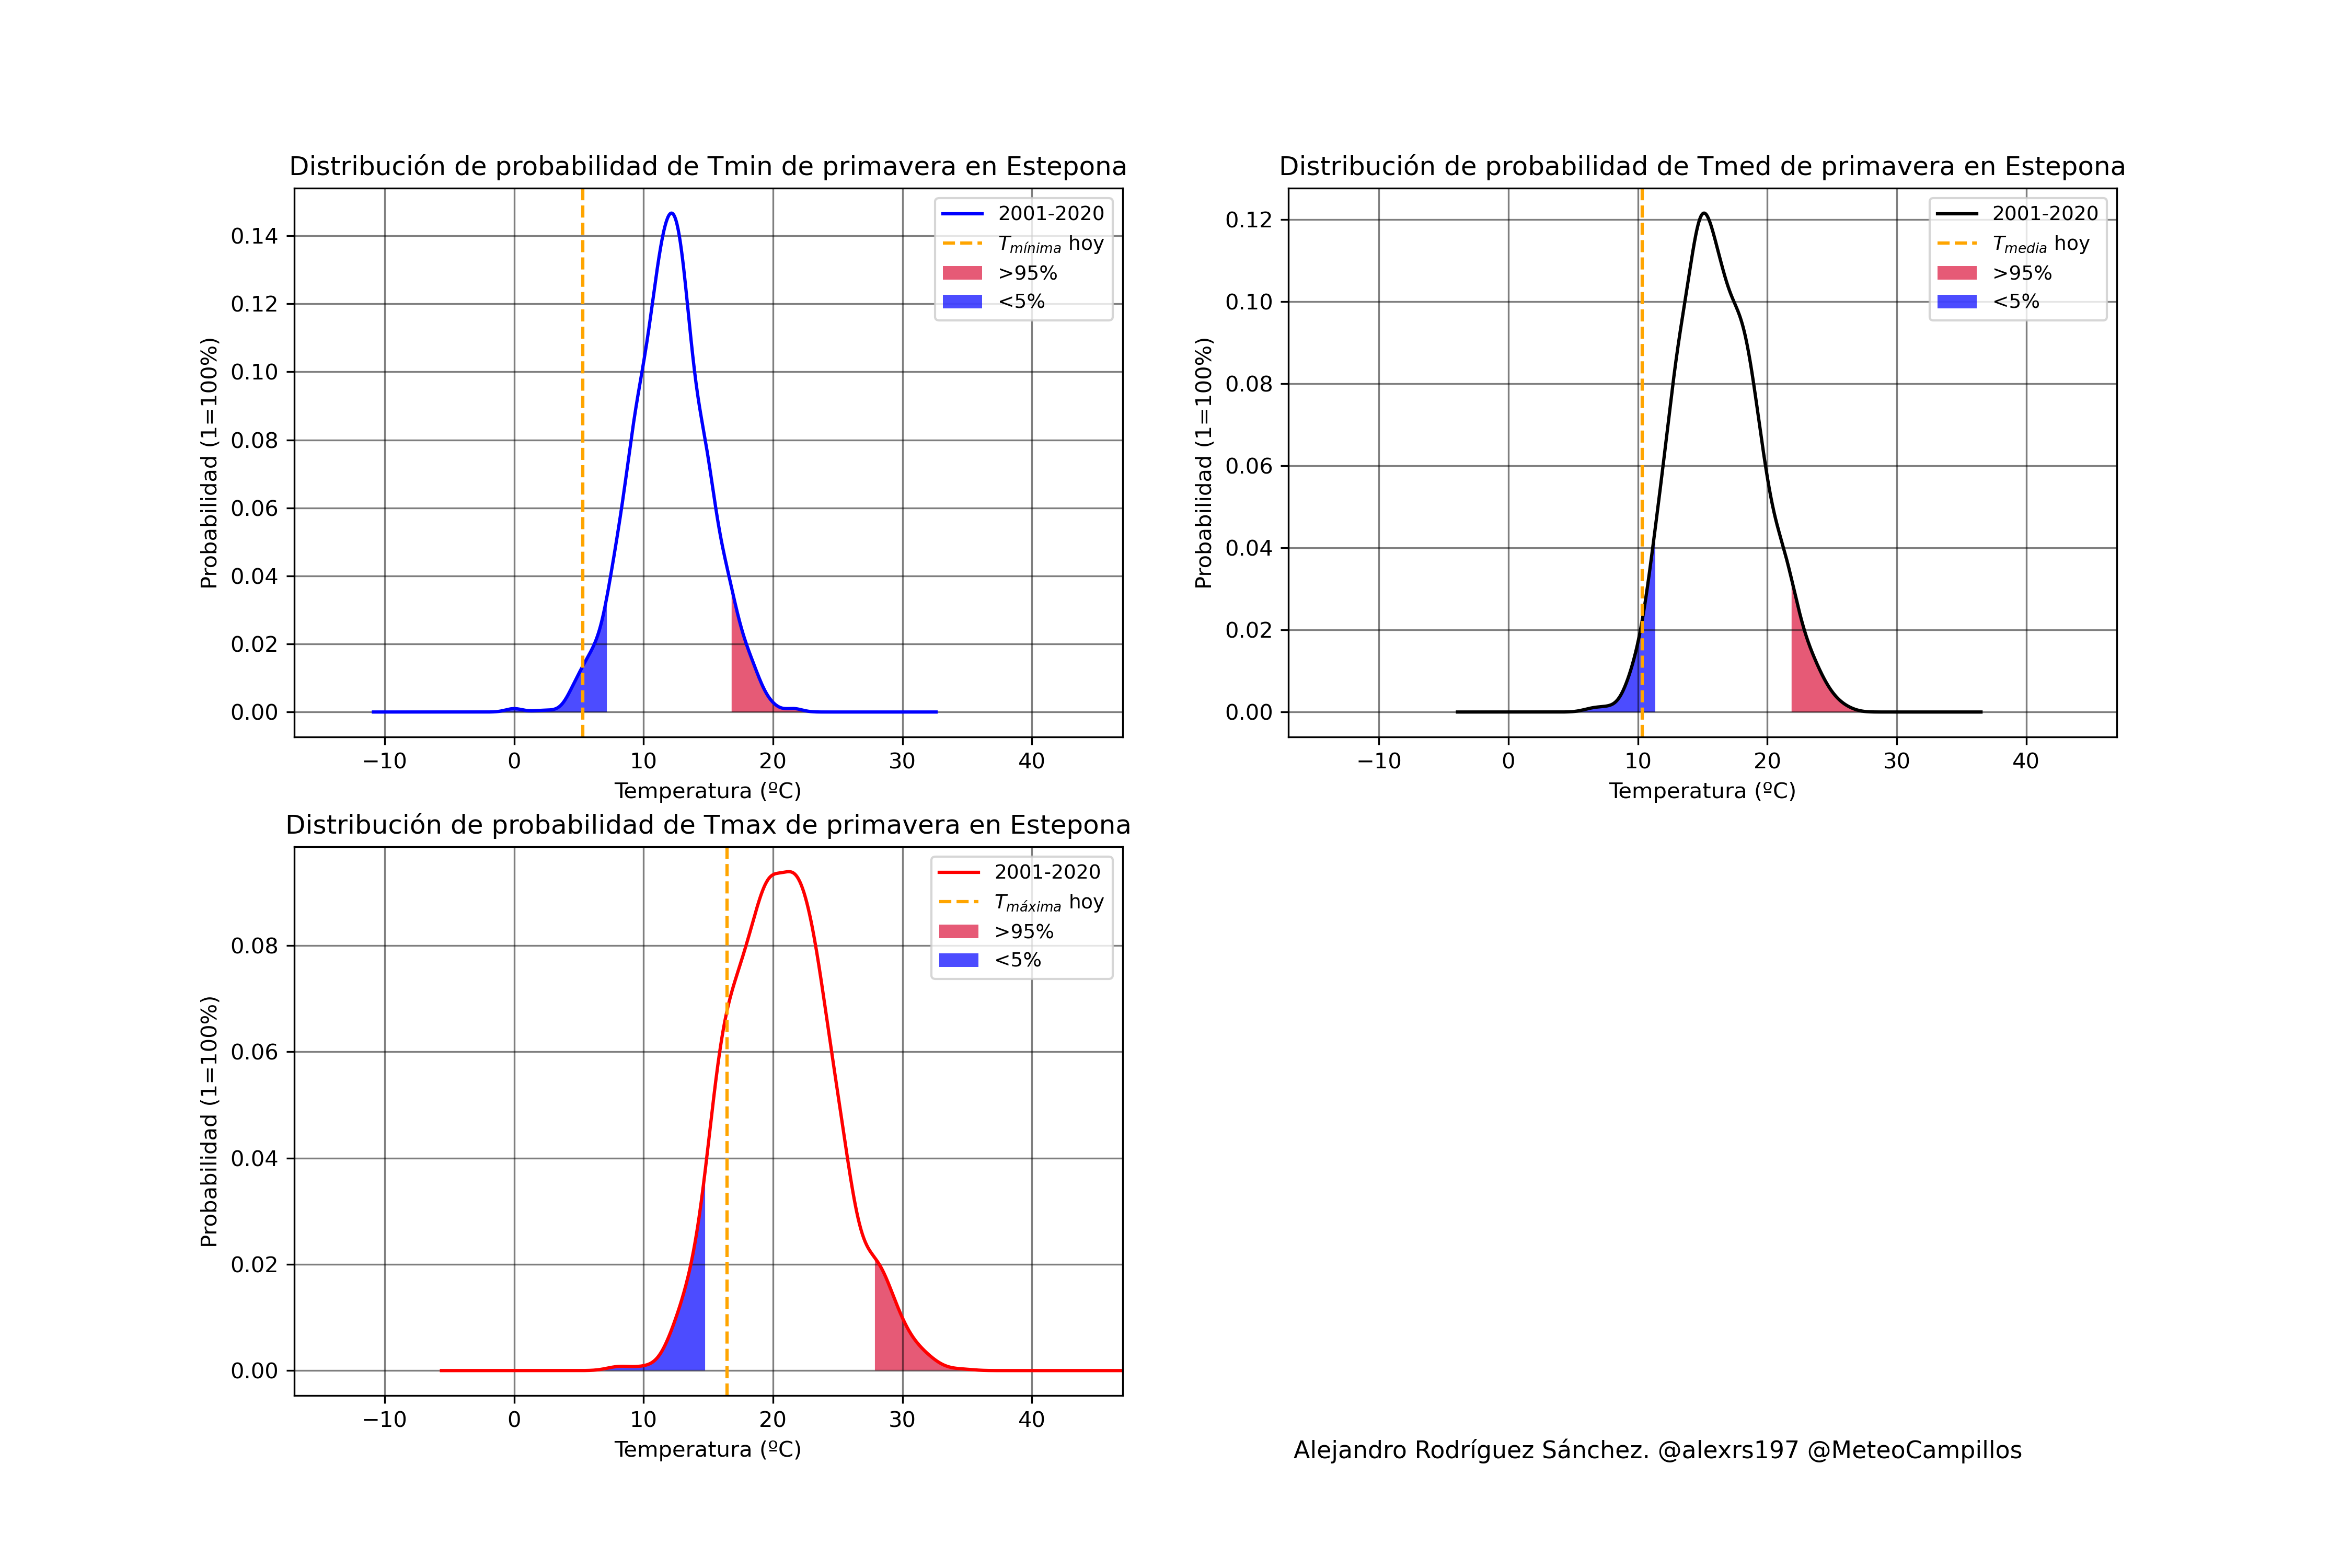 Distribución de probabilidad de Tmin de primavera en Estepona
2001-2020
Tmínima hoy
>95%
<5%
0.14
0.12
0.10
0.08
0.06
0.04
0.02
0.00
Probabilidad (1=100%)
−10 0 10 20 30 40
Temperatura (ºC)
Distribución de probabilidad de Tmed de primavera en Estepona
2001-2020
Tmedia hoy
>95%
<5%
0.12
0.10
0.08
0.06
0.04
0.02
0.00
Probabilidad (1=100%)
−10 0 10 20 30 40
Temperatura (ºC)
Distribución de probabilidad de Tmax de primavera en Estepona
2001-2020
Tmáxima hoy
>95%
<5%
0.08
0.06
0.04
0.02
0.00
Probabilidad (1=100%)
−10 0 10 20 30 40
Temperatura (ºC)
Alejandro Rodríguez Sánchez. @alexrs197 @MeteoCampillos